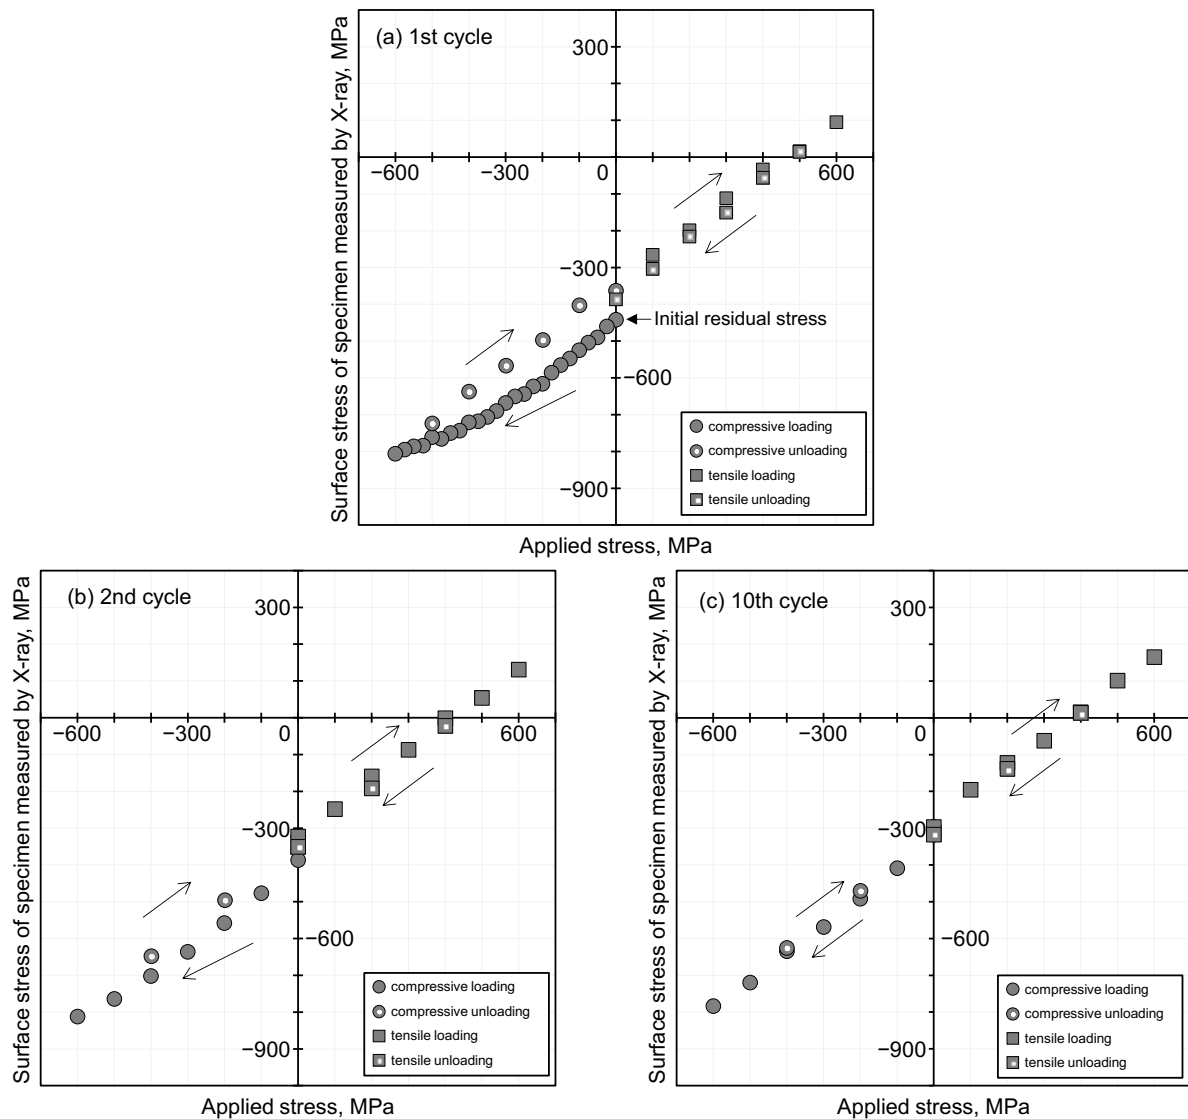 Surface stress of specimen measured by X-ray, MPa
(a) 1st cycle
300
−600
−300
0
600
−300
Initial residual stress
−600
compressive loading
compressive unloading
tensile loading
tensile unloading
−900
Applied stress, MPa
Surface stress of specimen measured by X-ray, MPa
(b) 2nd cycle
300
−600
−300
0
600
−300
−600
compressive loading
compressive unloading
tensile loading
tensile unloading
−900
Applied stress, MPa
Surface stress of specimen measured by X-ray, MPa
(c) 10th cycle
300
−600
−300
0
600
−300
−600
compressive loading
compressive unloading
tensile loading
tensile unloading
−900
Applied stress, MPa